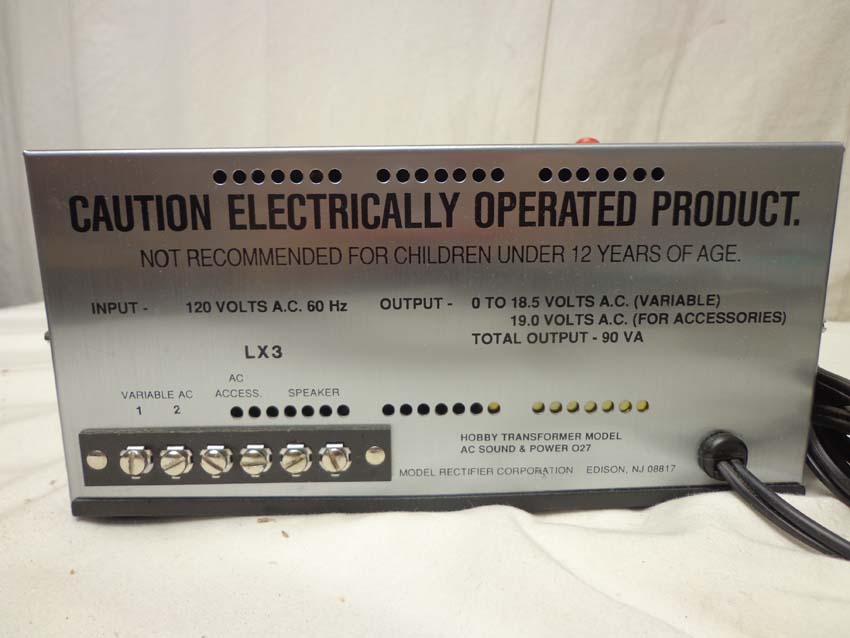 CAUTION ELECTRICALLY OPERATED PRODUCT.
NOT RECOMMENDED FOR CHILDREN UNDER 12 YEARS OF AGE.
INPUT - 120 VOLTS A.C. 60 Hz
OUTPUT - 0 TO 18.5 VOLTS A.C. (VARIABLE)
19.0 VOLTS A.C. (FOR ACCESSORIES)
TOTAL OUTPUT - 90 VA
LX3
VARIABLE AC
1 2
AC
ACCESS.
SPEAKER
HOBBY TRANSFORMER MODEL
AC SOUND & POWER O27
MODEL RECTIFIER CORPORATION EDISON, NJ 08817